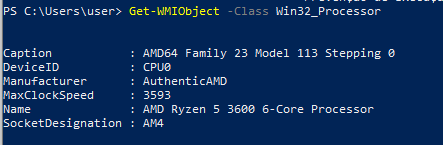 PS C:\Users\user> Get-WMIObject -Class Win32_Processor
Caption : AMD64 Family 23 Model 113 Stepping 0
DeviceID : CPU0
Manufacturer : AuthenticAMD
MaxClockSpeed : 3593
Name : AMD Ryzen 5 3600 6-Core Processor
SocketDesignation : AM4